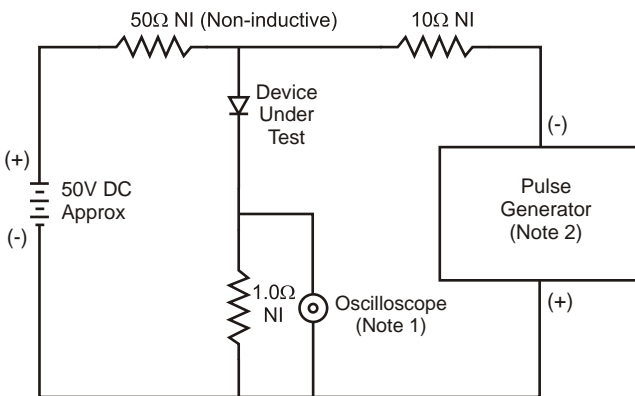 50Ω NI (Non-inductive)
10Ω NI
Device
Under
Test
(-)
(+)
50V DC
Approx
(-)
Pulse
Generator
(Note 2)
1.0Ω
NI
Oscilloscope
(Note 1)
(+)